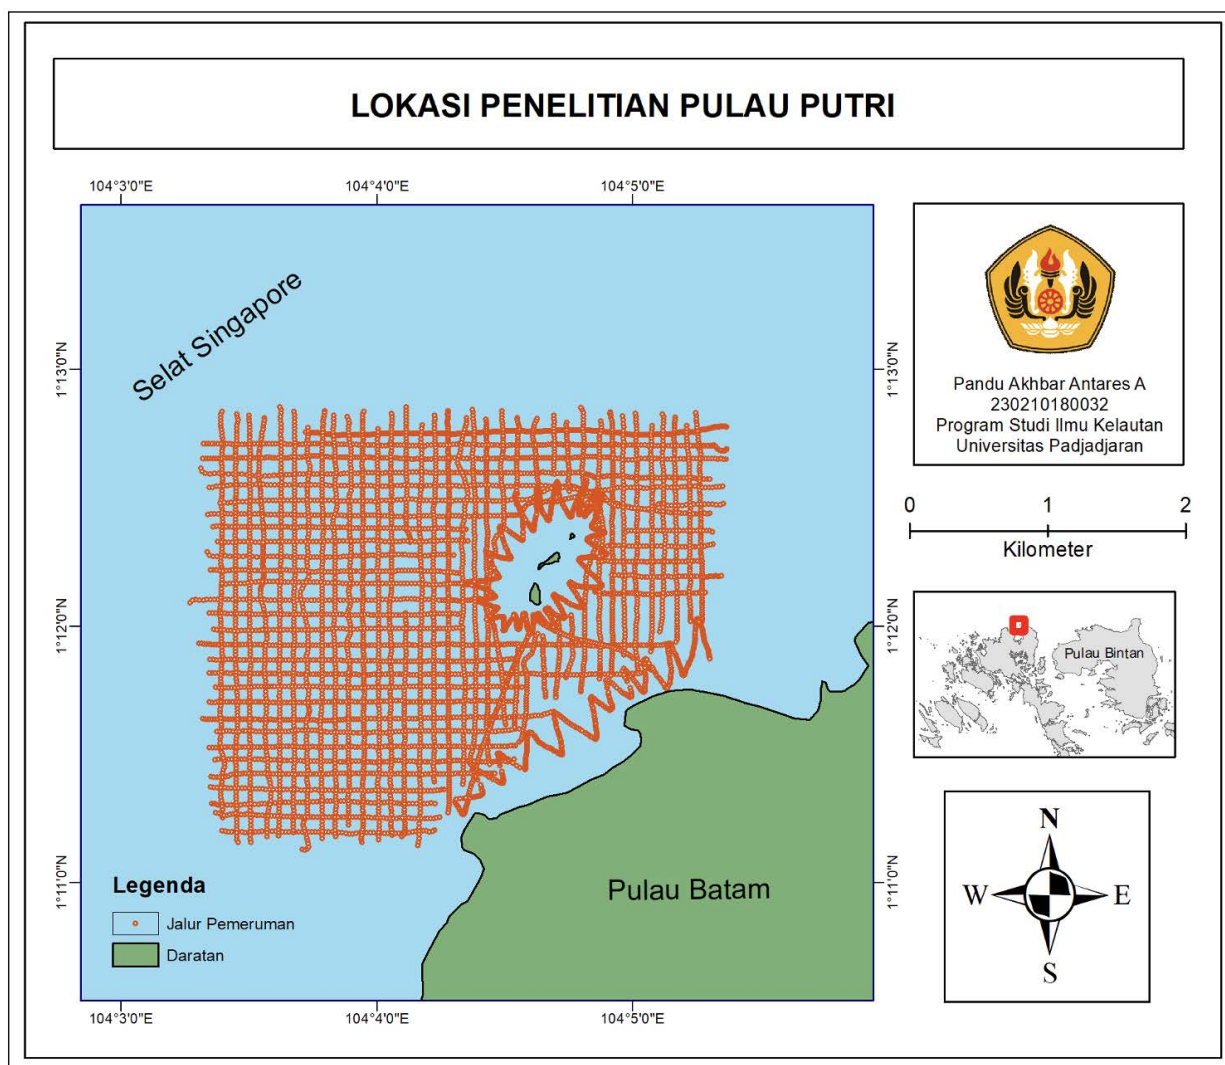 LOKASI PENELITIAN PULAU PUTRI
104°3'0"E
104°4'0"E
104°5'0"E
1°13'0"N
1°12'0"N
1°11'0"N
Selat Singapore
Pulau Batam
Legenda
Jalur Pemeruman
Daratan
1°13'0"N
1°12'0"N
1°11'0"N
104°3'0"E
104°4'0"E
104°5'0"E
Pandu Akhbar Antares A
230210180032
Program Studi Ilmu Kelautan
Universitas Padjadjaran
0
1
2
Kilometer
Pulau Bintan
N
W
E
S